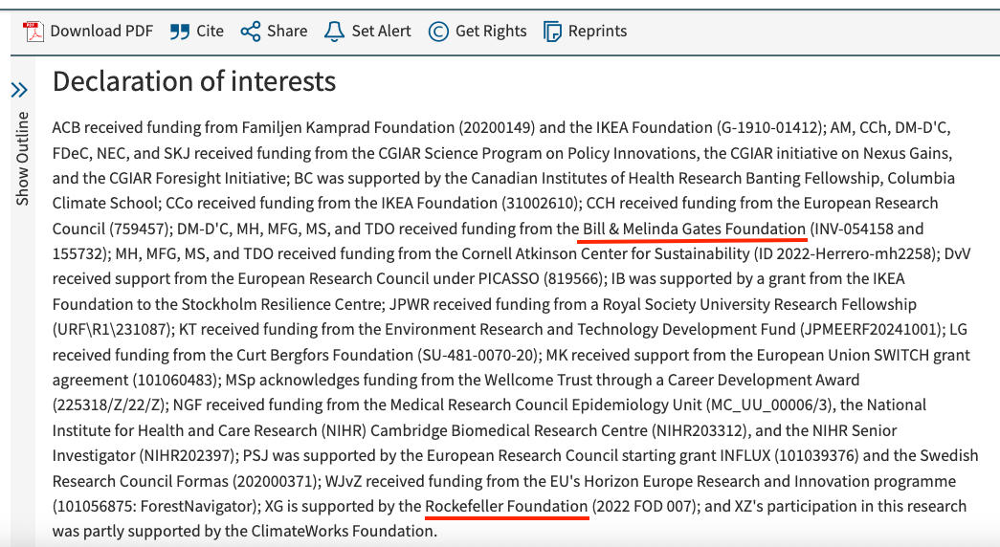 Download PDF Cite Share Set Alert Get Rights Reprints
Show Outline
Declaration of interests
ACB received funding from Familjen Kamprad Foundation (20200149) and the IKEA Foundation (G-1910-01412); AM, CCh, DM-D'C,
FDeC, NEC, and SKJ received funding from the CGIAR Science Program on Policy Innovations, the CGIAR initiative on Nexus Gains,
and the CGIAR Foresight Initiative; BC was supported by the Canadian Institutes of Health Research Banting Fellowship, Columbia
Climate School; CCo received funding from the IKEA Foundation (31002610); CCH received funding from the European Research
Council (759457); DM-D'C, MH, MFG, MS, and TDO received funding from the Bill & Melinda Gates Foundation (INV-054158 and
155732); MH, MFG, MS, and TDO received funding from the Cornell Atkinson Center for Sustainability (ID 2022-Herrero-mh2258); DvV
received support from the European Research Council under PICASSO (819566); IB was supported by a grant from the IKEA
Foundation to the Stockholm Resilience Centre; JPWR received funding from a Royal Society University Research Fellowship
(URF\R1\231087); KT received funding from the Environment Research and Technology Development Fund (JPMEERF20241001); LG
received funding from the Curt Bergfors Foundation (SU-481-0070-20); MK received support from the European Union SWITCH grant
agreement (101060483); MSp acknowledges funding from the Wellcome Trust through a Career Development Award
(225318/Z/22/Z); NGF received funding from the Medical Research Council Epidemiology Unit (MC_UU_00006/3), the National
Institute for Health and Care Research (NIHR) Cambridge Biomedical Research Centre (NIHR203312), and the NIHR Senior
Investigator (NIHR202397); PSJ was supported by the European Research Council starting grant INFLUX (101039376) and the Swedish
Research Council Formas (202000371); WJvZ received funding from the EU's Horizon Europe Research and Innovation programme
(101056875: ForestNavigator); XG is supported by the Rockefeller Foundation (2022 FOD 007); and XZ's participation in this research
was partly supported by the ClimateWorks Foundation.